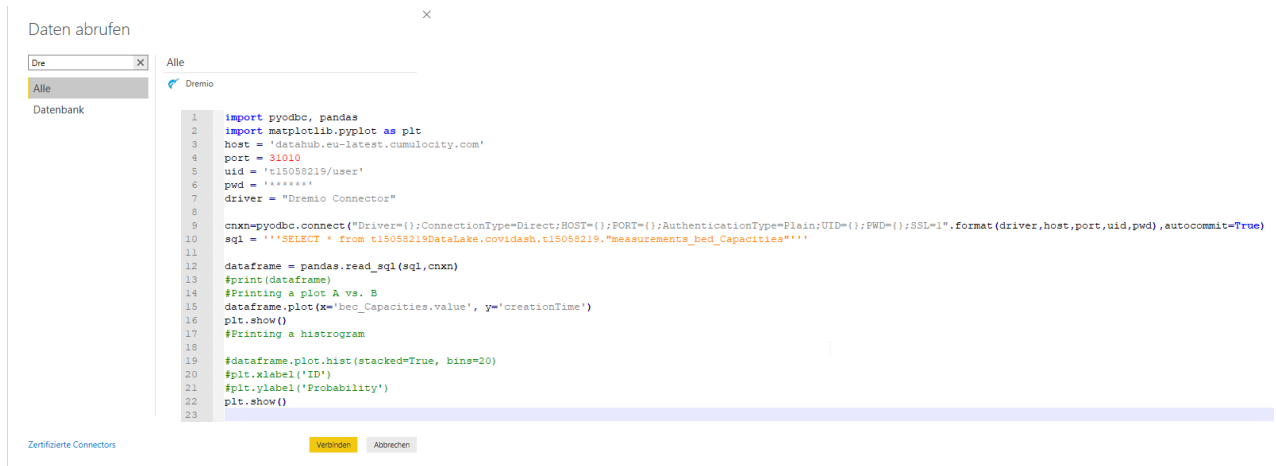 Daten abrufen
Dre
Alle
Datenbank
Alle
Dremio
1 import pyodbc, pandas
2 import matplotlib.pyplot as plt
3 host = 'datahub.eu-latest.cumulocity.com'
4 port = 31010
5 uid = 't15058219/user'
6 pwd = '******'
7 driver = "Dremio Connector"
8
9 cnxn=pyodbc.connect("Driver={};ConnectionType=Direct;HOST={};PORT={};AuthenticationType=Plain;UID={};PWD={};SSL=1".format(driver,host,port,uid,pwd),autocommit=True)
10 sql = '''SELECT * from t15058219DataLake.covidash.t15058219."measurements_bed_Capacities"'''
11
12 dataframe = pandas.read_sql(sql,cnxn)
13 #print(dataframe)
14 #Printing a plot A vs. B
15 dataframe.plot(x='bec_Capacities.value', y='creationTime')
16 plt.show()
17 #Printing a histrogram
18
19 #dataframe.plot.hist(stacked=True, bins=20)
20 #plt.xlabel('ID')
21 #plt.ylabel('Probability')
22 plt.show()
23
Zertifizierte Connectors
Verbinden
Abbrechen